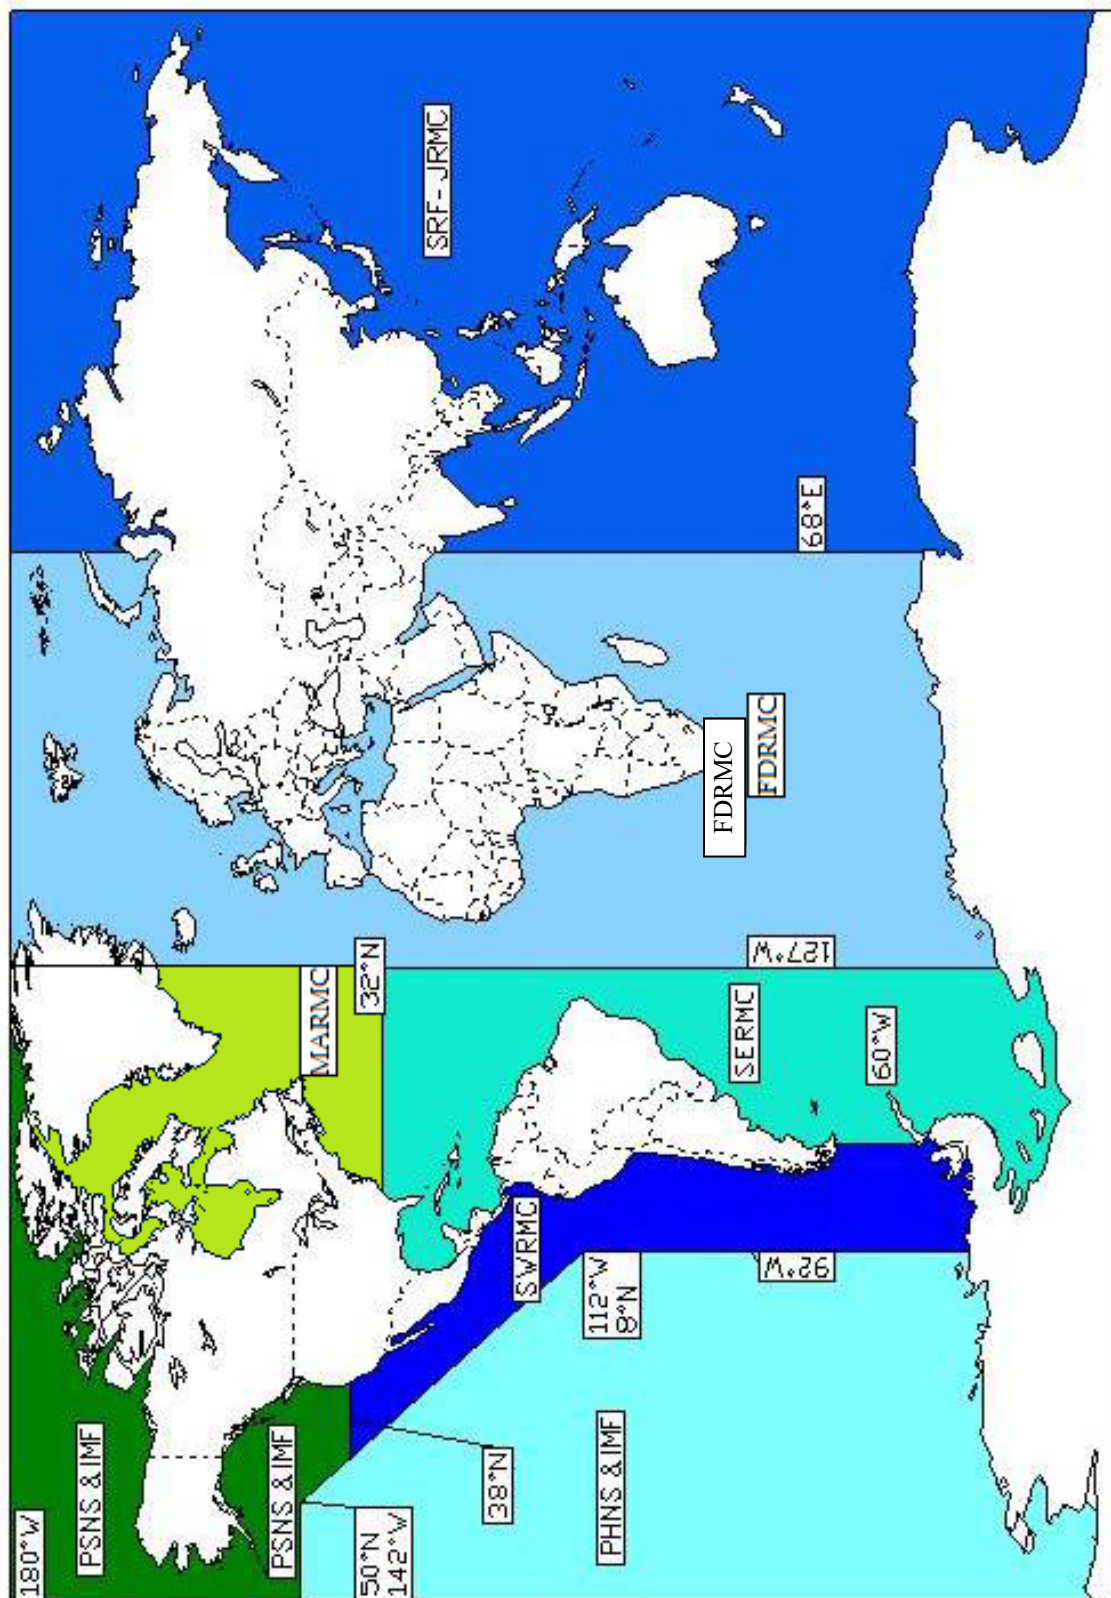 180°W
PSNS & IMF
PSNS & IMF
MARMC
32°N
50°N
142°W
SRF-JRMC
38°N
SWRMC
112°W
8°N
PHNS & IMF
FDRMC
SERMC
FDRMC
92°W
127°W
68°E
60°W